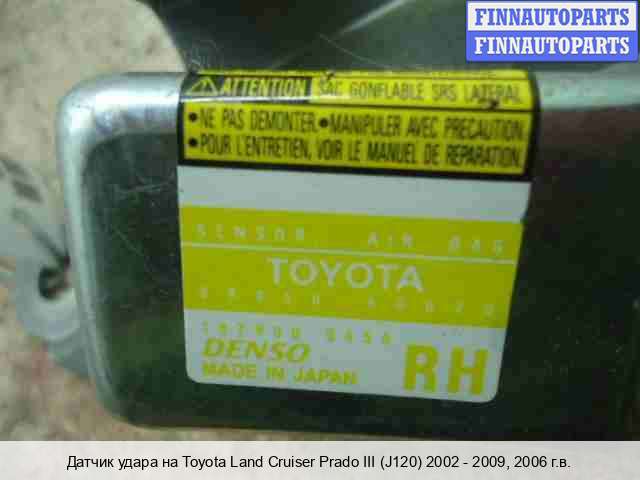 FINNAUTOPARTS
FINNAUTOPARTS
ATTENTION SAC GONFLABLE SRS LATERAL
•NE PAS DEMONTER.•MANIPULER AVEC PRECAUTION.
•POUR L'ENTRETIEN, VOIR LE MANUEL DE REPARATION.
SENSOR, AIR BAG
TOYOTA
DENSO
MADE IN JAPAN
RH
Датчик удара на Toyota Land Cruiser Prado III (J120) 2002 - 2009, 2006 г.в.